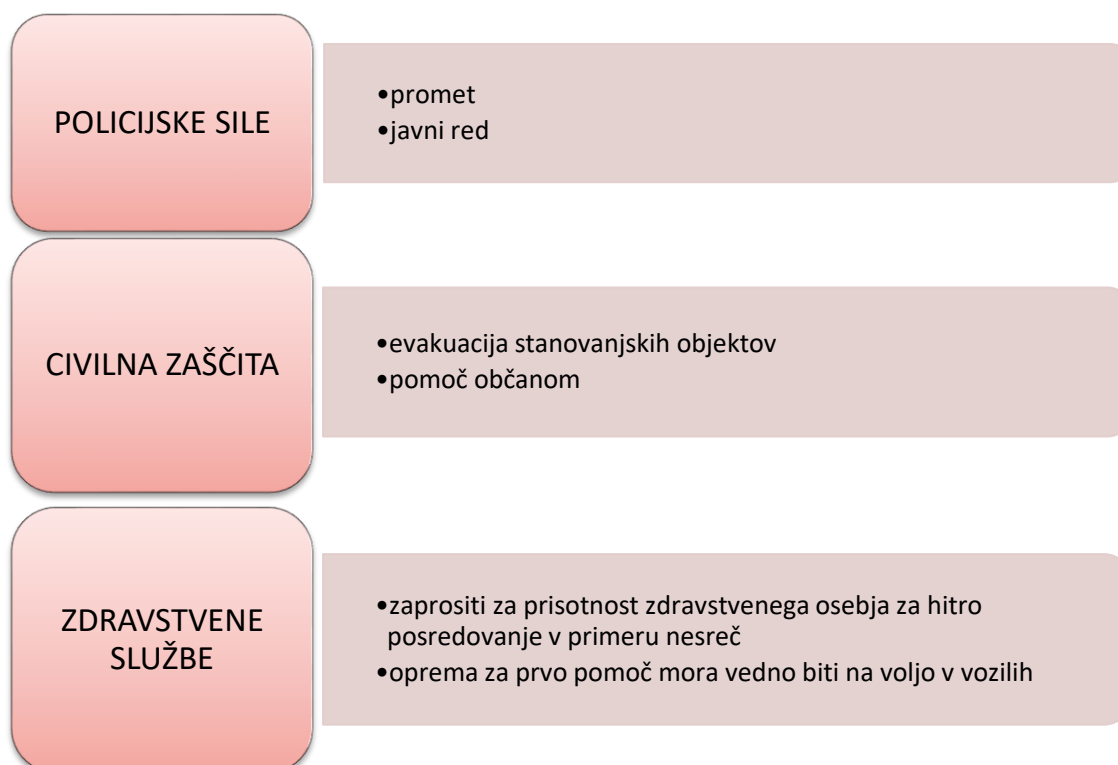 POLICIJSKE SILE
•promet
•javni red
CIVILNA ZAŠČITA
•evakuacija stanovanjskih objektov
•pomoč občanom
ZDRAVSTVENE
SLUŽBE
•zaprositi za prisotnost zdravstvenega osebja za hitro
posredovanje v primeru nesreč
•oprema za prvo pomoč mora vedno biti na voljo v vozilih